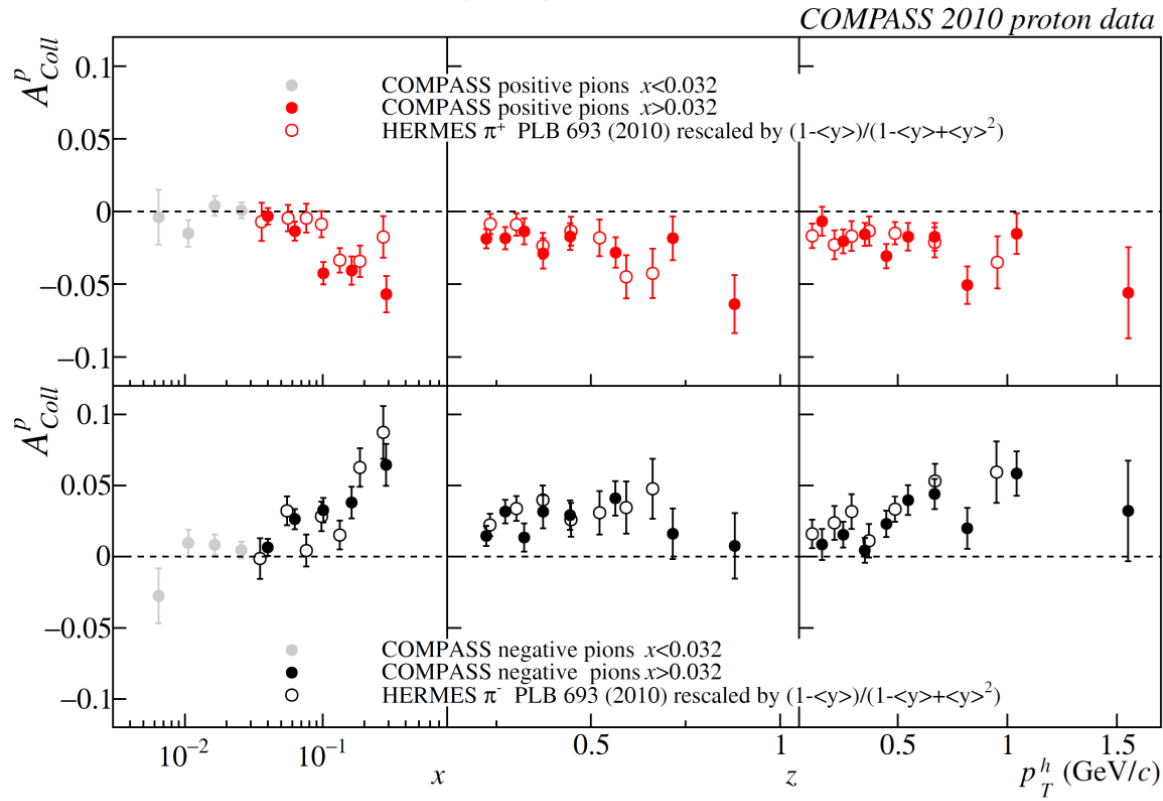 COMPASS 2010 proton data
A^p_Coll
0.1
0.05
0
−0.05
−0.1
COMPASS positive pions x<0.032
COMPASS positive pions x>0.032
HERMES π⁺ PLB 693 (2010) rescaled by (1-<y>)/(1-<y>+<y>²)
A^p_Coll
0.1
0.05
0
−0.05
−0.1
COMPASS negative pions x<0.032
COMPASS negative pions x>0.032
HERMES π⁻ PLB 693 (2010) rescaled by (1-<y>)/(1-<y>+<y>²)
10⁻² 10⁻¹ 0.5 1 0.5 1 1.5
x z p_T^h (GeV/c)